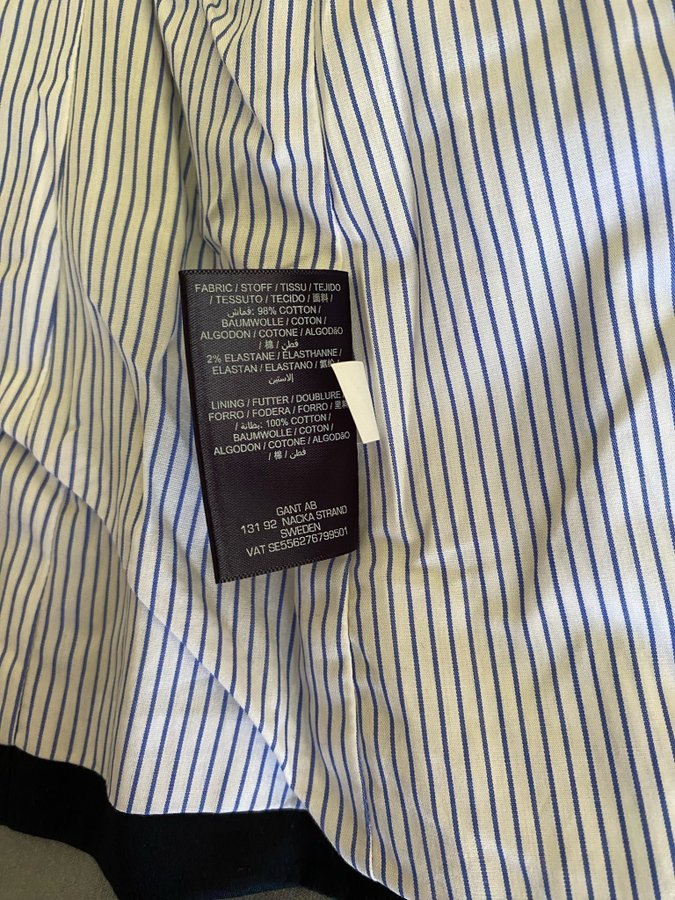 FABRIC / STOFF / TISSU / TEJIDO
/ TESSUTO / TECIDO / 面料 /
قماش: 98% COTTON /
BAUMWOLLE / COTON /
ALGODON / COTONE / ALGODãO
/ 棉 / قطن
2% ELASTANE / ELASTHANNE /
ELASTAN / ELASTANO /
الاستين
LINING / FUTTER / DOUBLURE
FORRO / FODERA / FORRO /
/ بطانة: 100% COTTON /
BAUMWOLLE / COTON /
ALGODON / COTONE / ALGODãO
/ 棉 / قطن
GANT AB
131 92 NACKA STRAND
SWEDEN
VAT SE556276799501